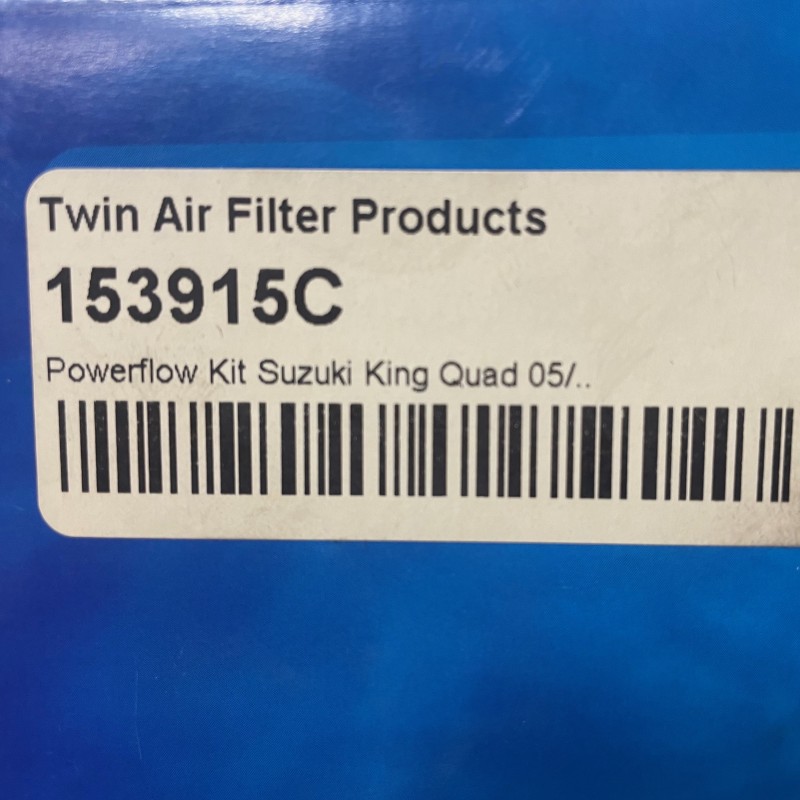 Twin Air Filter Products
153915C
Powerflow Kit Suzuki King Quad 05/..